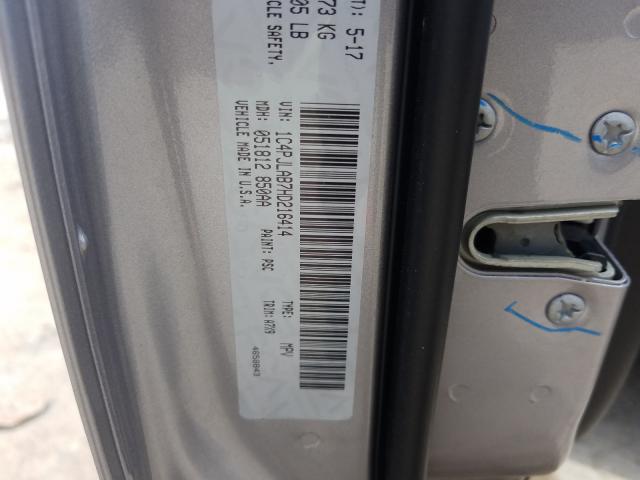 T): 5-17
73 KG
05 LB
CLE SAFETY,
VIN: 1C4PJLAB7HD216414 TYPE: MPV
MDH: 051812 850AA PAINT: PSC TRIM: A7X9
VEHICLE MADE IN U.S.A. 4658843